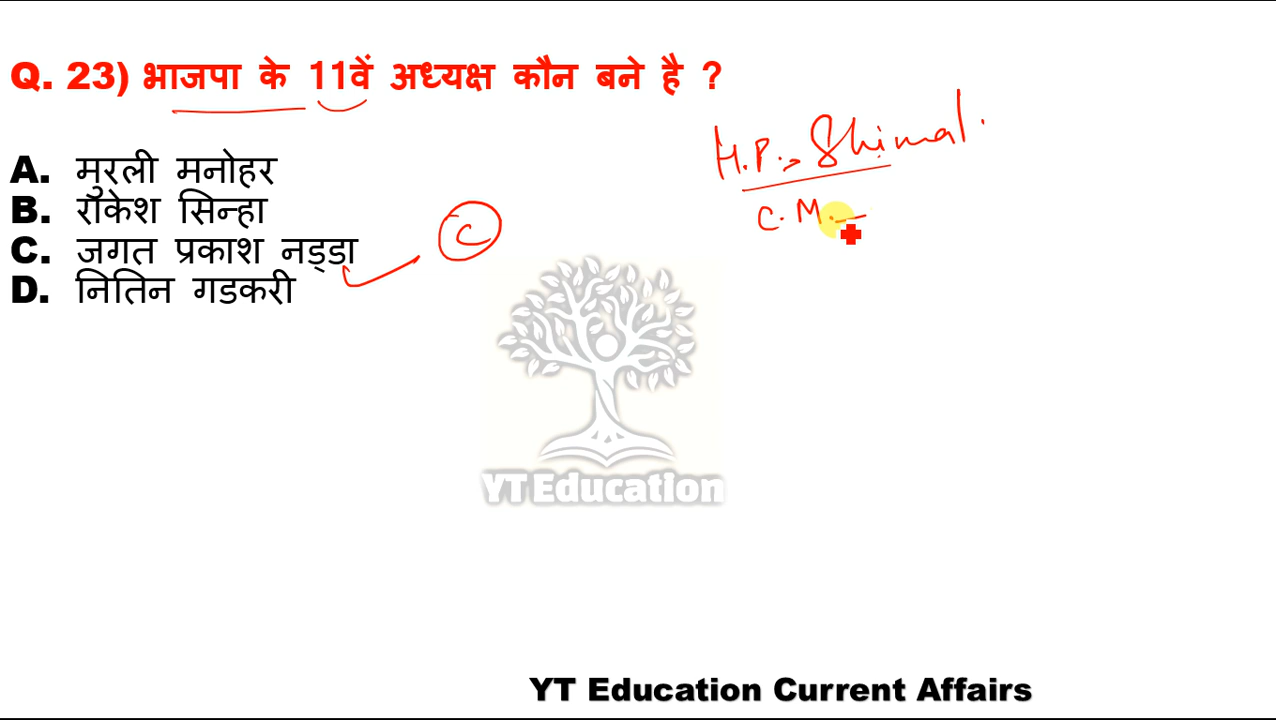 Q. 23) भाजपा के 11वें अध्यक्ष कौन बने है ?
H.P. → Shimal.
C. M. —
A. मुरली मनोहर
B. राकेश सिन्हा
C. जगत प्रकाश नड्डा
C
D. नितिन गडकरी
YT Education
YT Education Current Affairs